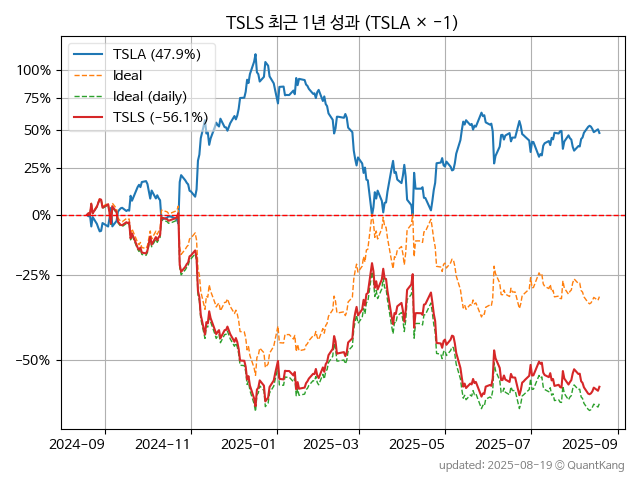 TSLS 최근 1년 성과 (TSLA × −1)
TSLA (47.9%)
Ideal
Ideal (daily)
TSLS (−56.1%)
100%
75%
50%
25%
0%
−25%
−50%
2024-09 2024-11 2025-01 2025-03 2025-05 2025-07 2025-09
updated: 2025-08-19 © QuantKang